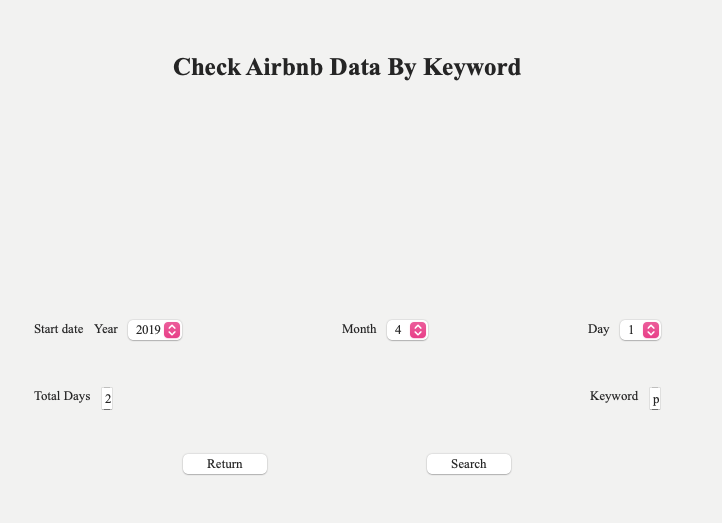 Check Airbnb Data By Keyword
Start date Year 2019 Month 4 Day 1
Total Days 2 Keyword p
Return Search